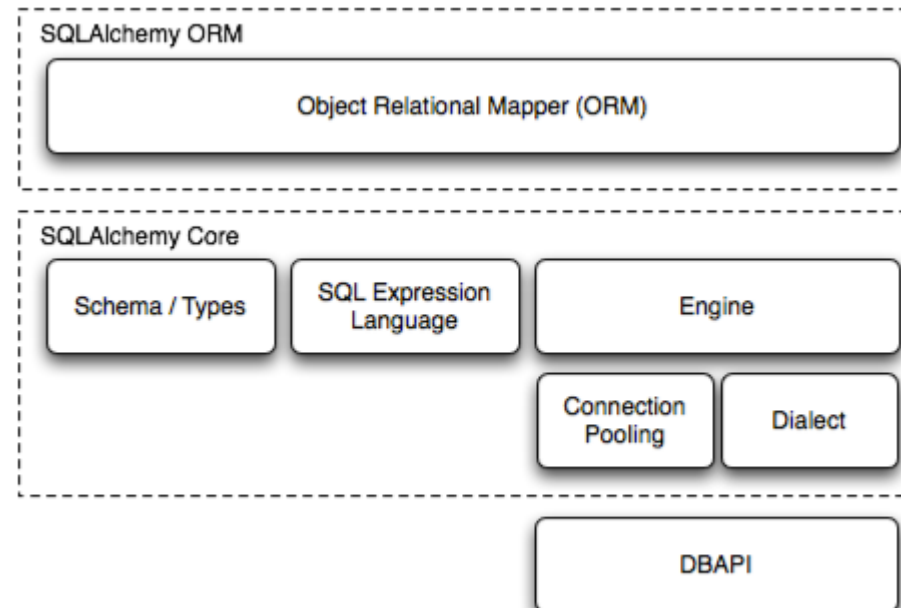 SQLAlchemy ORM
Object Relational Mapper (ORM)
SQLAlchemy Core
Schema / Types
SQL Expression
Language
Engine
Connection
Pooling
Dialect
DBAPI